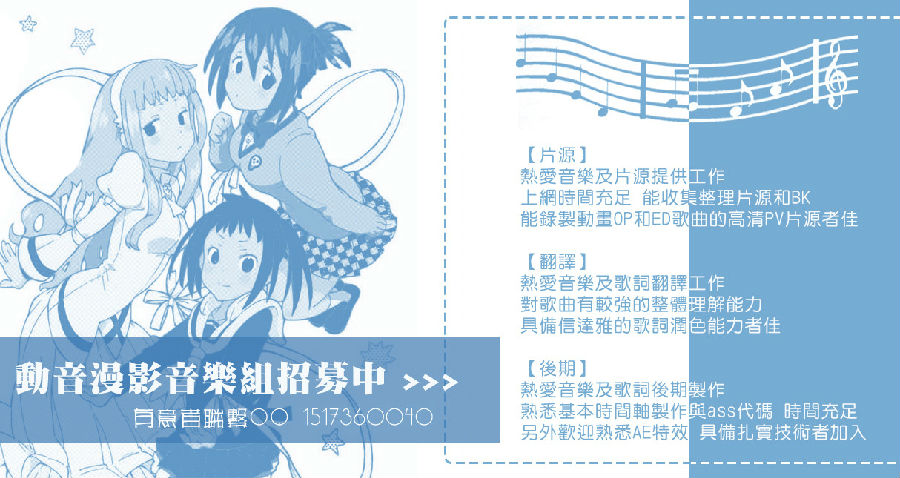 動音漫影音樂組招募中 >>>
有意者聯繫QQ 1517360040
【片源】
熱愛音樂及片源提供工作
上網時間充足 能收集整理片源和BK
能錄製動畫OP和ED歌曲的高清PV片源者佳
【翻譯】
熱愛音樂及歌詞翻譯工作
對歌曲有較強的整體理解能力
具備信達雅的歌詞潤色能力者佳
【後期】
熱愛音樂及歌詞後期製作
熟悉基本時間軸製作與ass代碼 時間充足
另外歡迎熟悉AE特效 具備扎實技術者加入